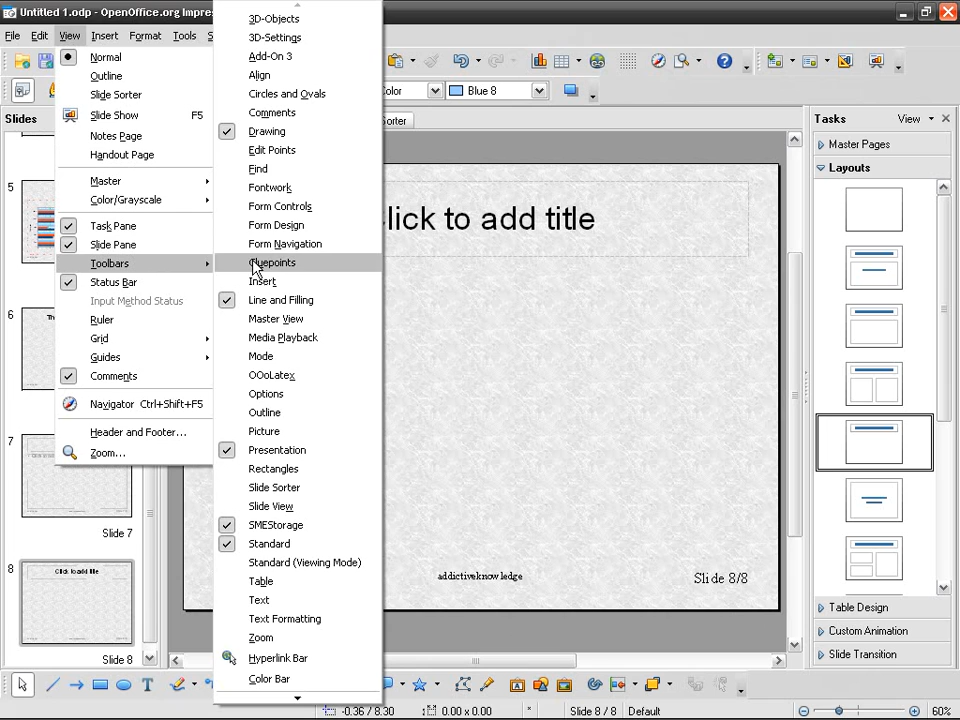 Untitled 1.odp - OpenOffice.org Impres
File Edit View Insert Format Tools S
Color
Blue 8
Slides
Normal
Outline
Slide Sorter
Slide Show F5
Notes Page
Handout Page
Master
Color/Grayscale
Task Pane
Slide Pane
Toolbars
Status Bar
Input Method Status
Ruler
Grid
Guides
Comments
Navigator Ctrl+Shift+F5
Header and Footer...
Zoom...
3D-Objects
3D-Settings
Add-On 3
Align
Circles and Ovals
Comments
Drawing
Edit Points
Find
Fontwork
Form Controls
Form Design
Form Navigation
Gluepoints
Insert
Line and Filling
Master View
Media Playback
Mode
OOoLatex
Options
Outline
Picture
Presentation
Rectangles
Slide Sorter
Slide View
SMEStorage
Standard
Standard (Viewing Mode)
Table
Text
Text Formatting
Zoom
Hyperlink Bar
Color Bar
5
6
7
Slide 7
8
Click to add title
Slide 8
orter
lick to add title
addictiveknowledge
Slide 8/8
Tasks
View
Master Pages
Layouts
Table Design
Custom Animation
Slide Transition
-0.36 / 8.30
0.00 x 0.00
*
Slide 8 / 8
Default
60%